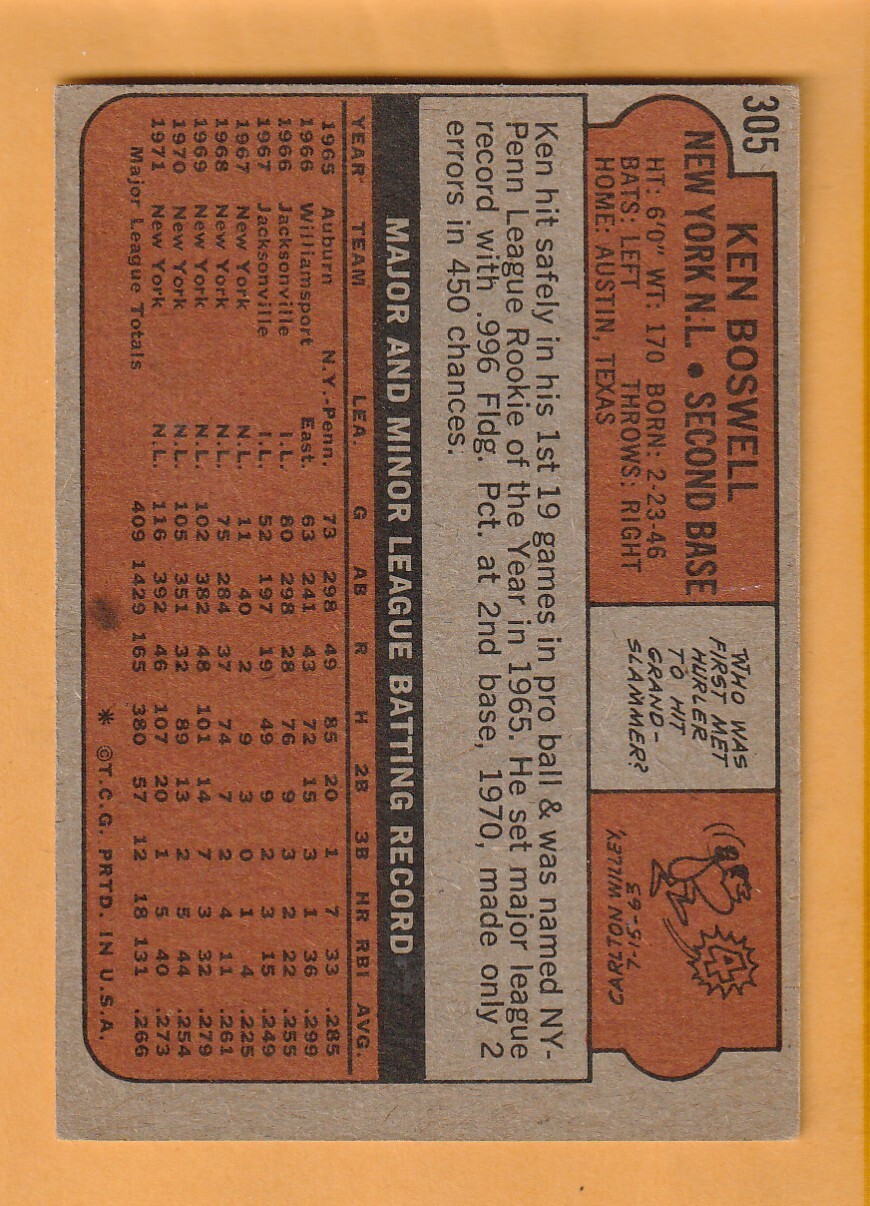 305
KEN BOSWELL
NEW YORK N.L. • SECOND BASE
HT: 6'0" WT: 170 BORN: 2-23-46
BATS: LEFT THROWS: RIGHT
HOME: AUSTIN, TEXAS
WHO WAS
FIRST MET
HURLER
TO HIT
GRAND-
SLAMMER?
4
7-15-63
CARLTON WILLEY
Ken hit safely in his 1st 19 games in pro ball & was named NY-
Penn League Rookie of the Year in 1965. He set major league
record with .996 Fldg. Pct. at 2nd base, 1970, made only 2
errors in 450 chances.
MAJOR AND MINOR LEAGUE BATTING RECORD
YEAR TEAM LEA. G AB R H 2B 3B HR RBI AVG.
1965 Auburn N.Y.-Penn. 73 298 49 85 20 1 7 33 .285
1966 Williamsport East. 63 241 43 72 15 3 1 36 .299
1966 Jacksonville I.L. 80 298 28 76 9 3 2 22 .255
1967 Jacksonville I.L. 52 197 19 49 9 2 3 15 .249
1967 New York N.L. 11 40 2 9 3 0 1 4 .225
1968 New York N.L. 75 284 37 74 7 2 4 11 .261
1969 New York N.L. 102 382 48 101 14 7 3 32 .279
1970 New York N.L. 105 351 32 89 13 2 5 44 .254
1971 New York N.L. 116 392 46 107 20 1 5 40 .273
Major League Totals 409 1429 165 380 57 12 18 131 .266
* ©T.C.G. PRTD. IN U.S.A.